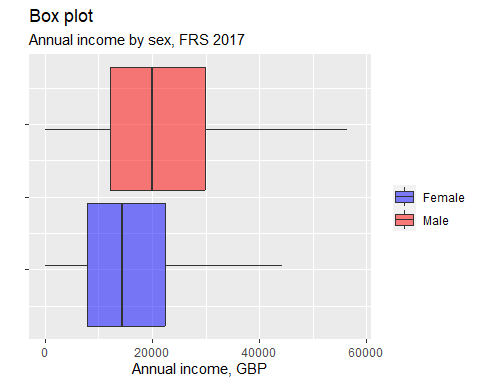 Box plot
Annual income by sex, FRS 2017
Female
Male
0 20000 40000 60000
Annual income, GBP